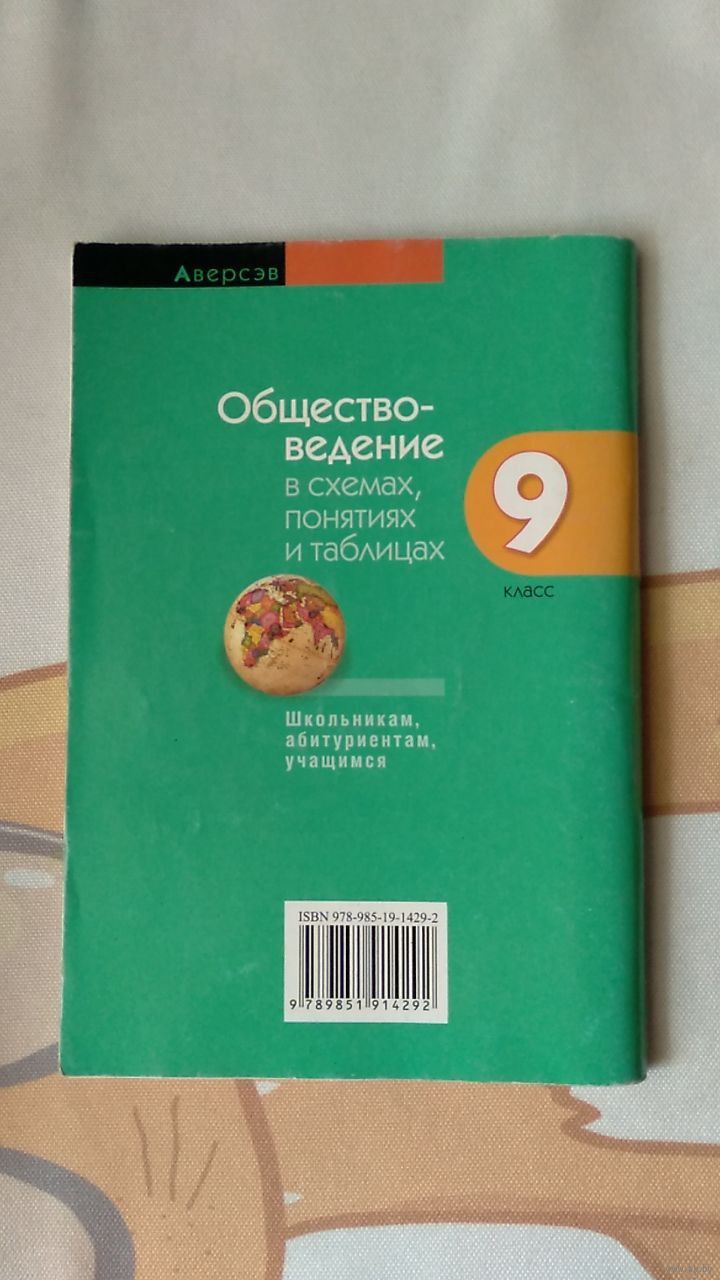 Аверсэв
Общество-
ведение
в схемах,
понятиях
и таблицах
9
класс
Школьникам,
абитуриентам,
учащимся
ISBN 978-985-19-1429-2
9 789851 914292